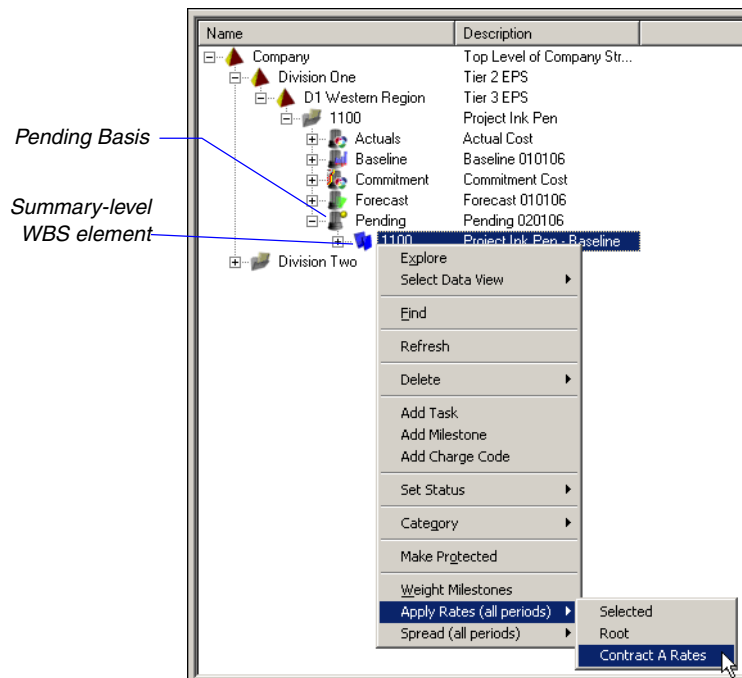 Name Description
Company Top Level of Company Str...
Division One Tier 2 EPS
D1 Western Region Tier 3 EPS
1100 Project Ink Pen
Actuals Actual Cost
Pending Basis
Baseline Baseline 010106
Commitment Commitment Cost
Forecast Forecast 010106
Summary-level
WBS element
Pending Pending 020106
1100 Project Ink Pen - Baseline
Division Two
Explore
Select Data View
Find
Refresh
Delete
Add Task
Add Milestone
Add Charge Code
Set Status
Category
Make Protected
Weight Milestones
Apply Rates (all periods)
Spread (all periods)
Selected
Root
Contract A Rates